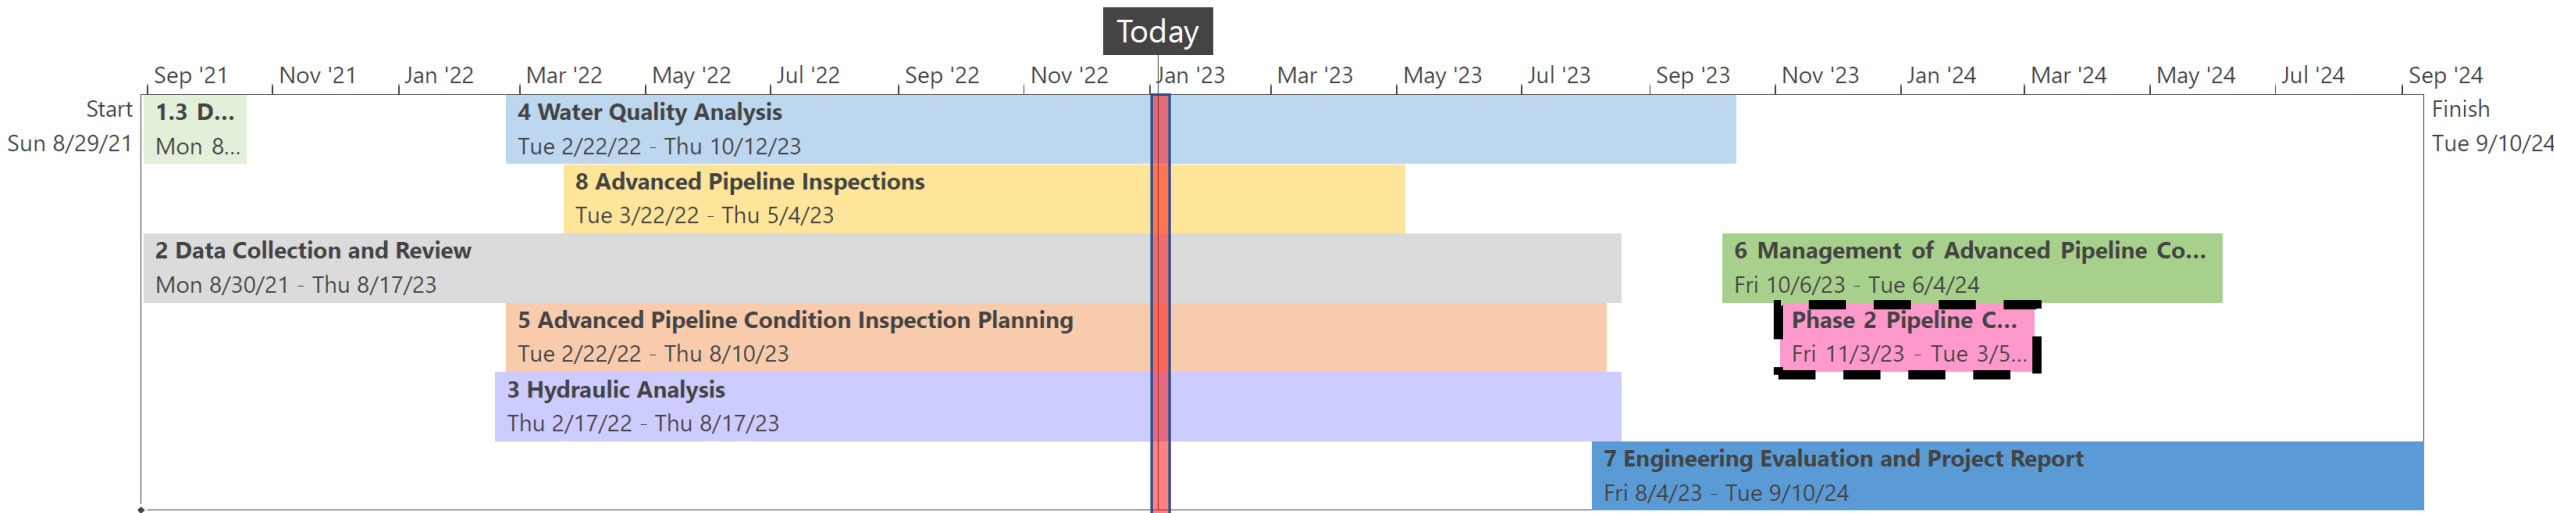 Today
Sep '21 Nov '21 Jan '22 Mar '22 May '22 Jul '22 Sep '22 Nov '22 Jan '23 Mar '23 May '23 Jul '23 Sep '23 Nov '23 Jan '24 Mar '24 May '24 Jul '24 Sep '24
Start
Sun 8/29/21
1.3 D...
Mon 8...
4 Water Quality Analysis
Tue 2/22/22 - Thu 10/12/23
Finish
Tue 9/10/24
8 Advanced Pipeline Inspections
Tue 3/22/22 - Thu 5/4/23
2 Data Collection and Review
Mon 8/30/21 - Thu 8/17/23
6 Management of Advanced Pipeline Co...
Fri 10/6/23 - Tue 6/4/24
5 Advanced Pipeline Condition Inspection Planning
Tue 2/22/22 - Thu 8/10/23
Phase 2 Pipeline C...
Fri 11/3/23 - Tue 3/5...
3 Hydraulic Analysis
Thu 2/17/22 - Thu 8/17/23
7 Engineering Evaluation and Project Report
Fri 8/4/23 - Tue 9/10/24